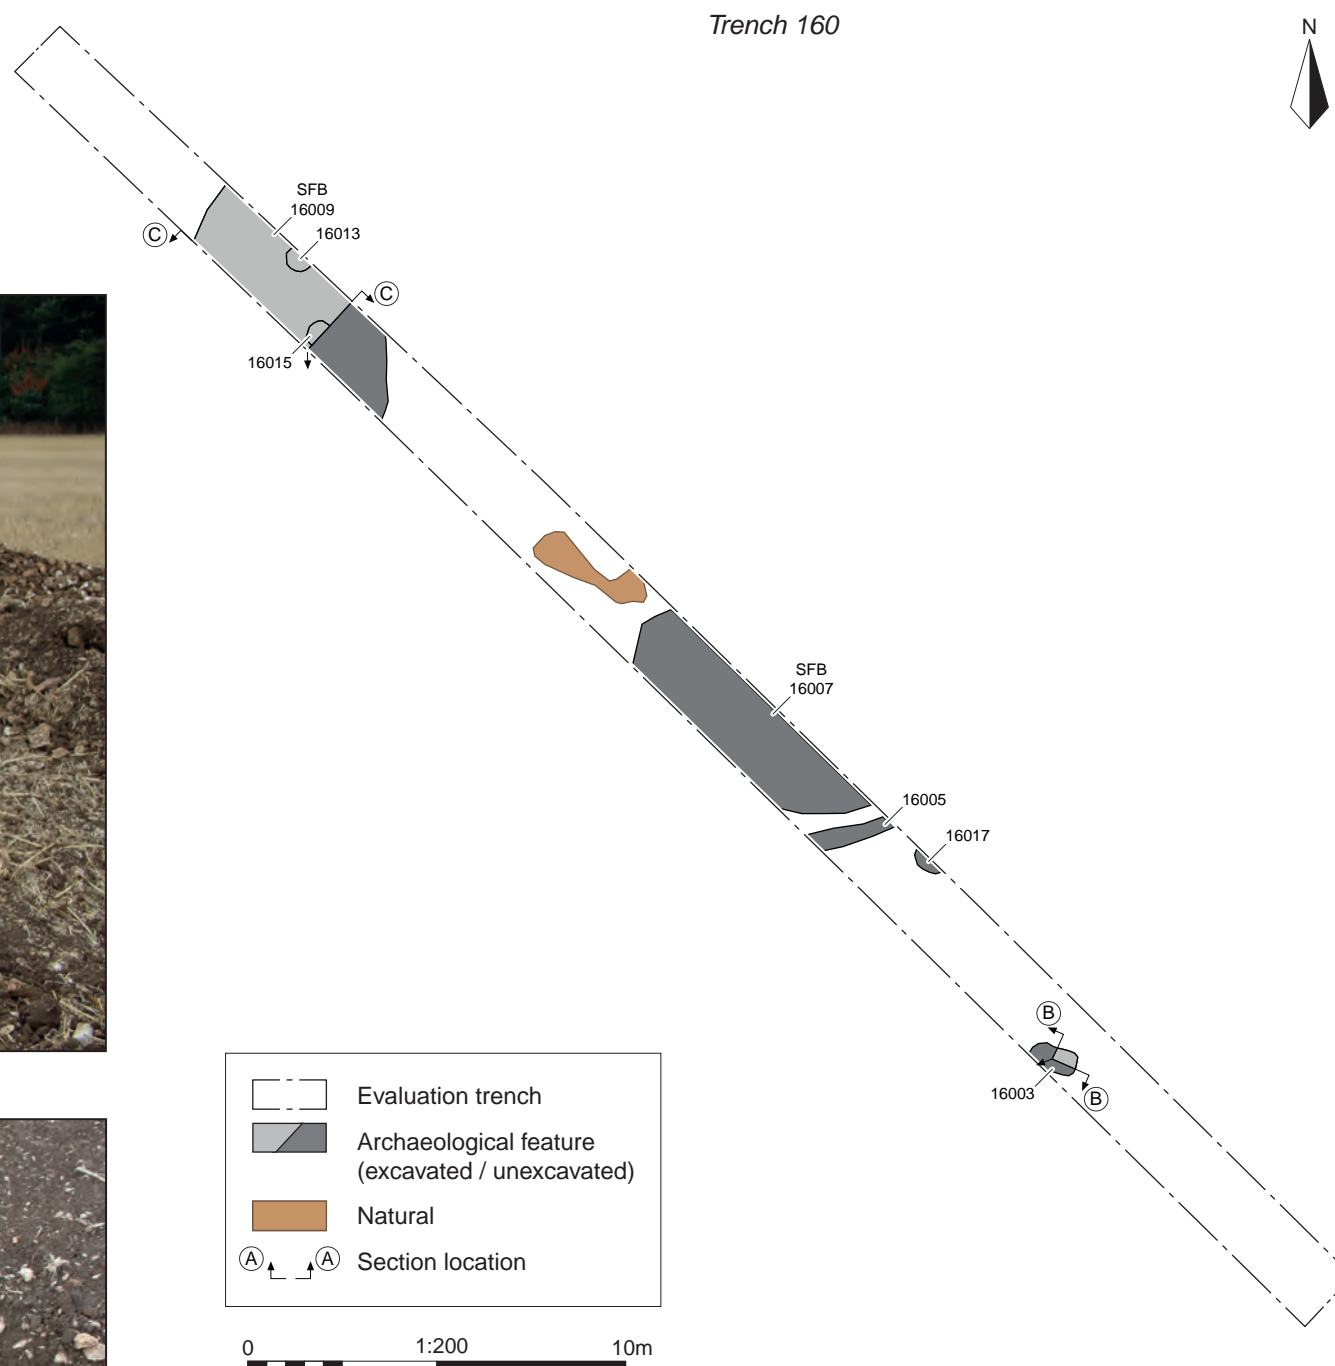 Trench 160
N
SFB
16009
16013
C
C
16015
SFB
16007
16005
16017
B
16003
B
Evaluation trench
Archaeological feature
(excavated / unexcavated)
Natural
A A Section location
0 1:200 10m